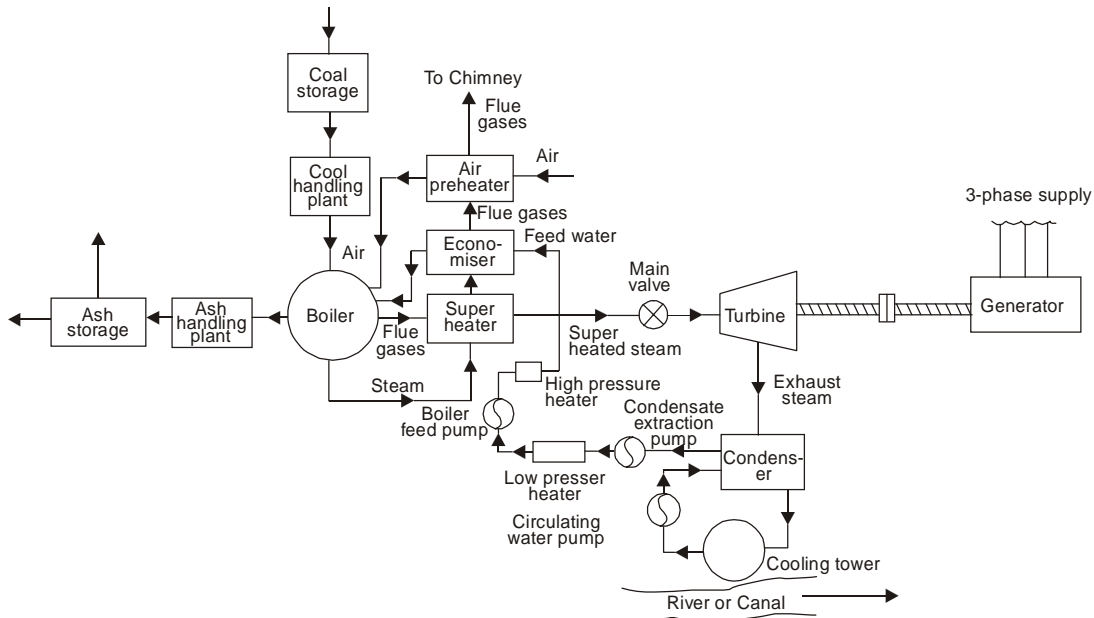 Coal
storage
To Chimney
Flue
gases
Cool
handling
plant
Air
preheater
Air
3-phase supply
Flue gases
Feed water
Air
Econo-
miser
Main
valve
Ash
storage
Ash
handling
plant
Boiler
Flue
gases
Super
heater
Super
heated steam
Turbine
Generator
Steam
High pressure
heater
Exhaust
steam
Boiler
feed pump
Condensate
extraction
pump
Condens-
er
Low presser
heater
Circulating
water pump
Cooling tower
River or Canal